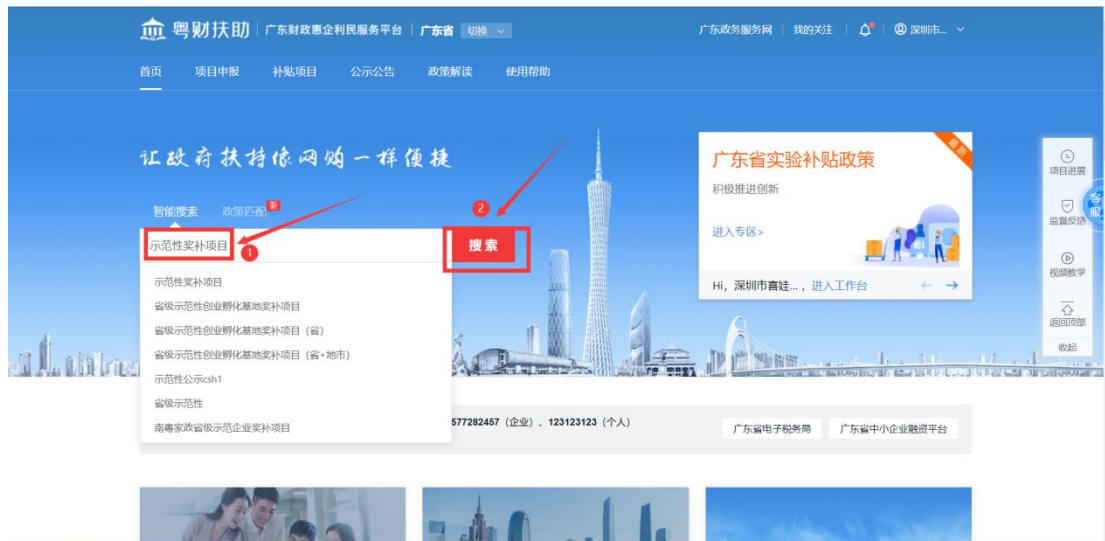 粤财扶助 广东财政惠企利民服务平台 广东省 切换
广东政务服务网 我的关注 深圳市...
首页 项目申报 补贴项目 公示公告 政策解读 使用帮助
让政府扶持像网购一样便捷
智能搜索 政策匹配 新
示范性奖补项目
1
2
搜索
示范性奖补项目
省级示范性创业孵化基地奖补项目
省级示范性创业孵化基地奖补项目（省）
省级示范性创业孵化基地奖补项目（省+地市）
示范性公示csh1
省级示范性
南粤家政省级示范企业奖补项目
广东省实验补贴政策
积极推进创新
进入专区>
Hi，深圳市喜娃...，进入工作台
项目进展
监督反馈
视频教学
返回顶部
收起
客服
577282457（企业）、123123123（个人）
广东省电子税务局 广东省中小企业融资平台